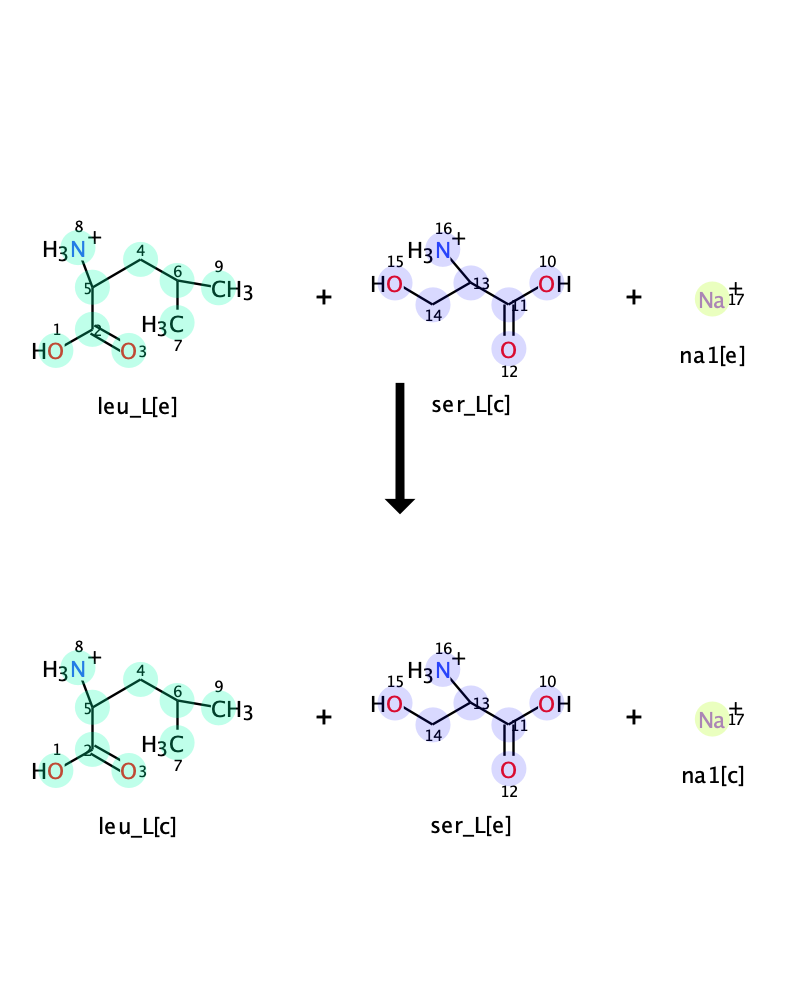 8 H3N+ 4 9
5 6 CH3
1 2 H3C
HO O 3 7
leu_L[e]
+
16
15 H3N+ 10
HO 13 OH
14 11
O
12
ser_L[c]
+
Na+ 17
na1[e]
8 H3N+ 4 9
5 6 CH3
1 2 H3C
HO O 3 7
leu_L[c]
+
16
15 H3N+ 10
HO 13 OH
14 11
O
12
ser_L[e]
+
Na+ 17
na1[c]